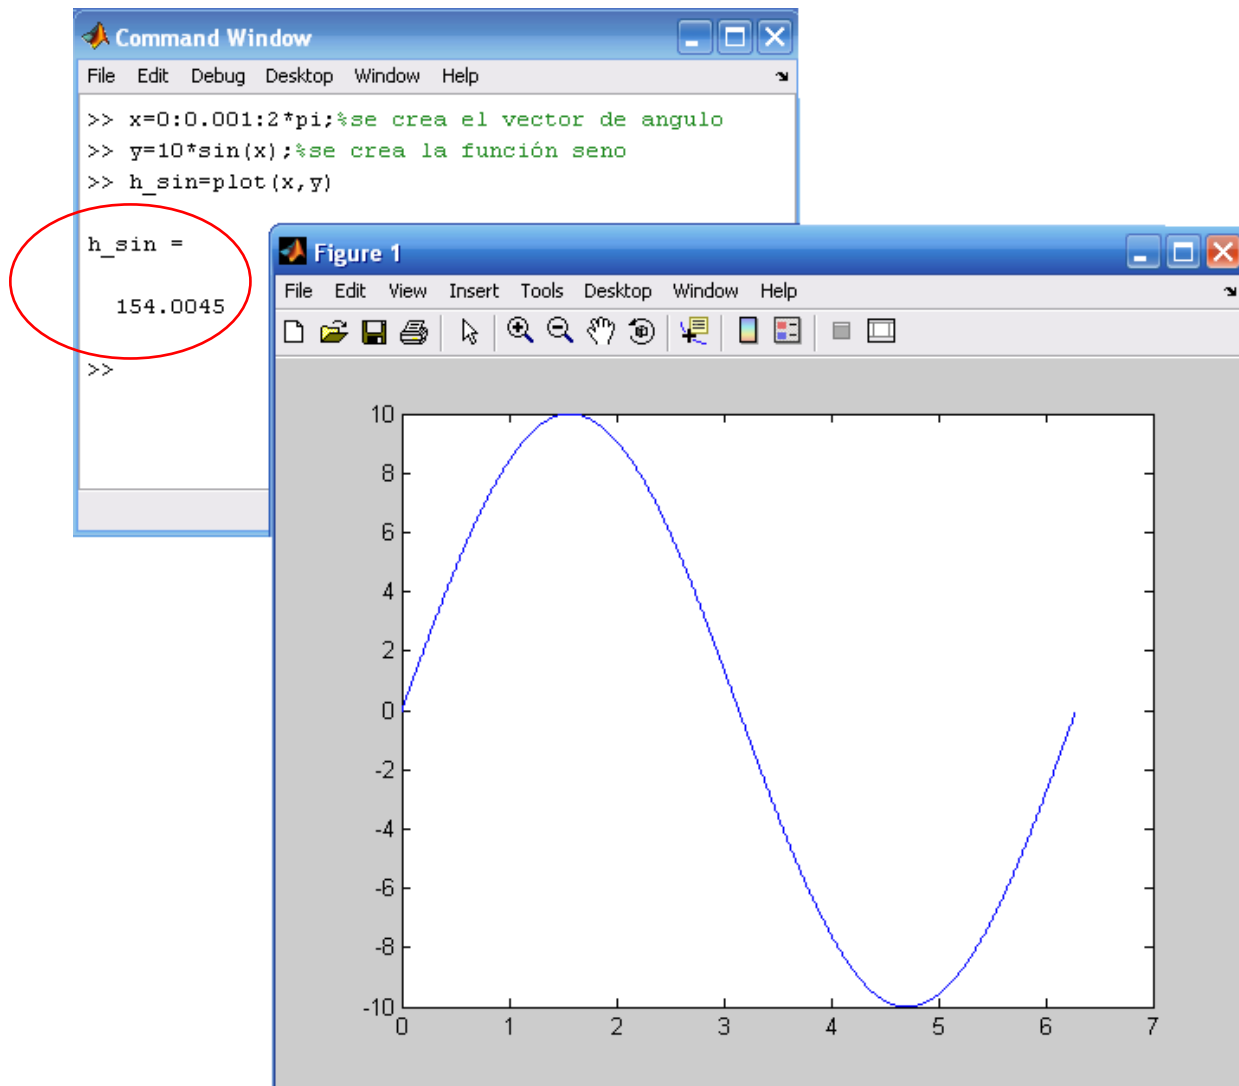 Command Window
File Edit Debug Desktop Window Help
>> x=0:0.001:2*pi;%se crea el vector de angulo
>> y=10*sin(x);%se crea la función seno
>> h_sin=plot(x,y)
h_sin =
154.0045
>>
Figure 1
File Edit View Insert Tools Desktop Window Help
10
8
6
4
2
0
-2
-4
-6
-8
-10
0 1 2 3 4 5 6 7